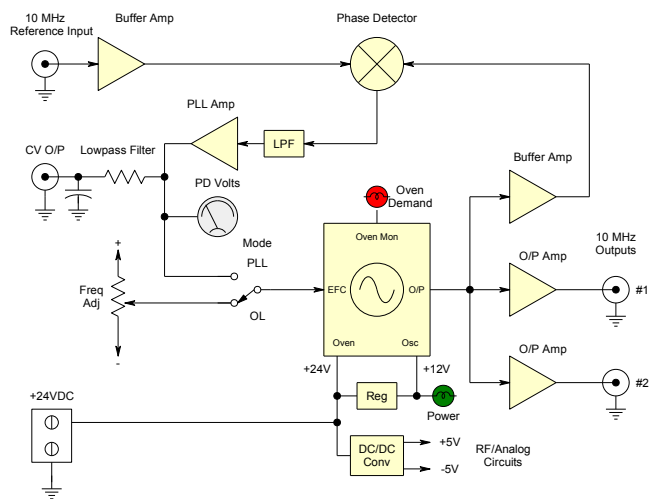 10 MHz
Reference Input
Buffer Amp
Phase Detector
PLL Amp
LPF
CV O/P
Lowpass Filter
PD Volts
Buffer Amp
Oven
Demand
Mode
PLL
Oven Mon
10 MHz
Outputs
O/P Amp
+
Freq
Adj
EFC
O/P
#1
OL
-
Oven
Osc
O/P Amp
+24V
+12V
#2
+24VDC
Reg
Power
DC/DC
Conv
+5V
-5V
RF/Analog
Circuits